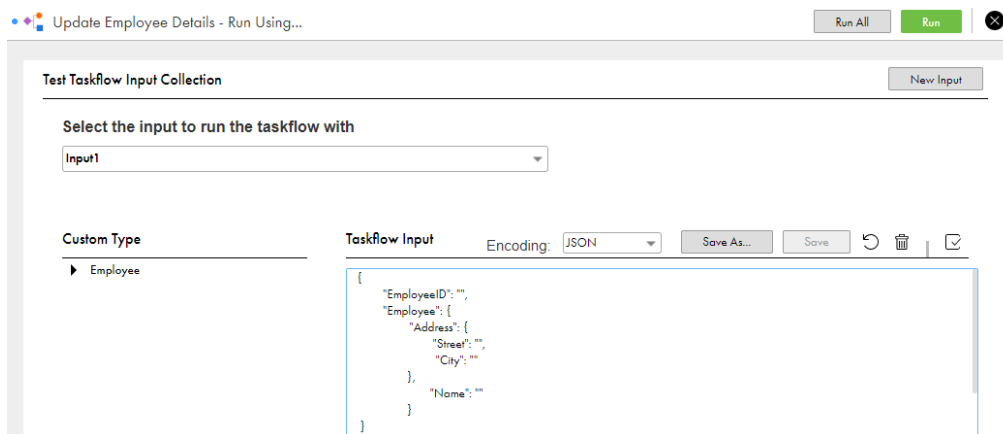 Update Employee Details - Run Using...
Run All
Run
Test Taskflow Input Collection
New Input
Select the input to run the taskflow with
Input1
Custom Type
Taskflow Input
Encoding:
JSON
Save As...
Save
Employee
{
"EmployeeID": "",
"Employee": {
"Address": {
"Street": "",
"City": ""
},
"Name": ""
}
}